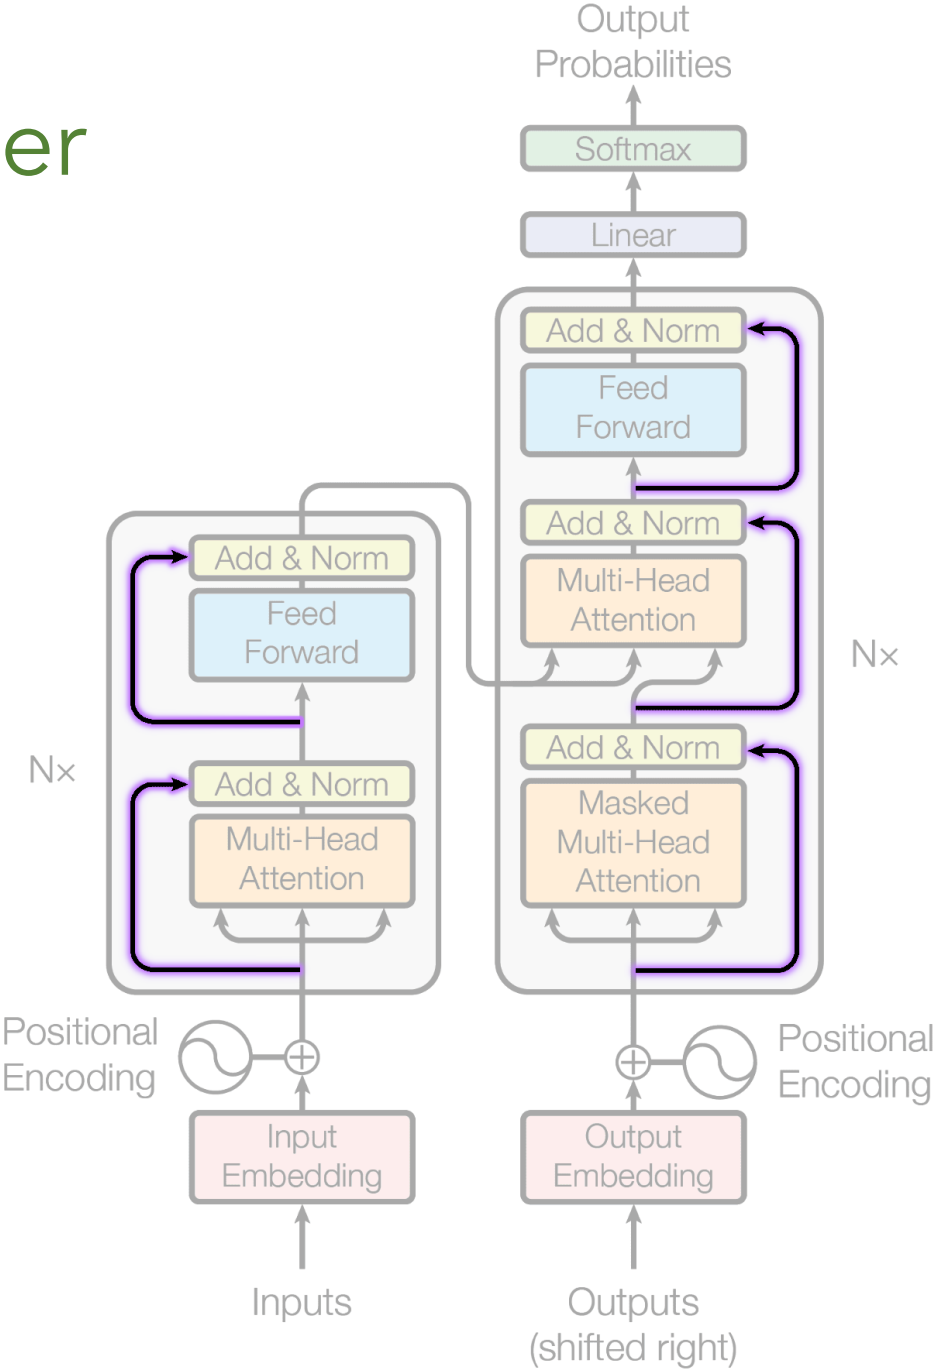 er
Output
Probabilities
Softmax
Linear
Add & Norm
Feed
Forward
Add & Norm
Multi-Head
Attention
Add & Norm
Masked
Multi-Head
Attention
N×
Add & Norm
Feed
Forward
Add & Norm
Multi-Head
Attention
N×
Positional
Encoding
Positional
Encoding
Input
Embedding
Output
Embedding
Inputs
Outputs
(shifted right)